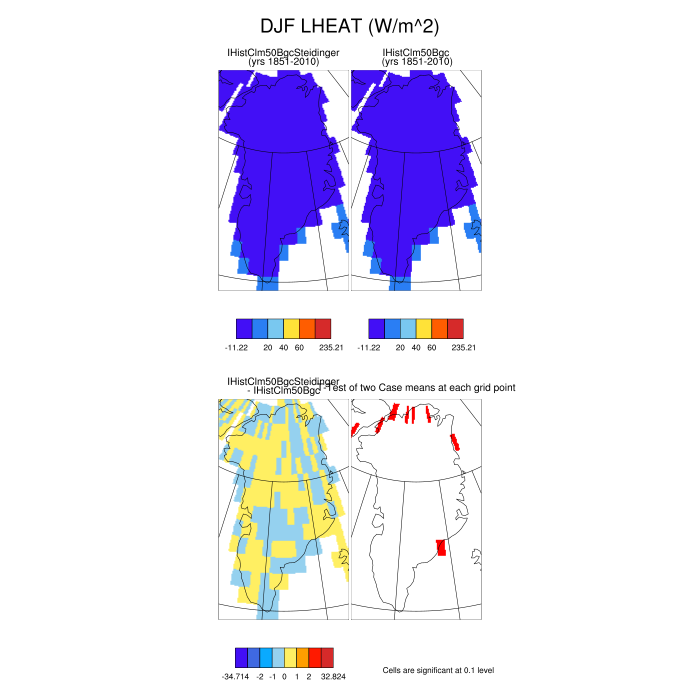 DJF LHEAT (W/m^2)
IHistClm50BgcSteidinger
(yrs 1851-2010)
IHistClm50Bgc
(yrs 1851-2010)
-11.22 20 40 60 235.21
-11.22 20 40 60 235.21
IHistClm50BgcSteidinger
- IHistClm50Bgc
-Test of two Case means at each grid point
-34.714 -2 -1 0 1 2 32.824
Cells are significant at 0.1 level